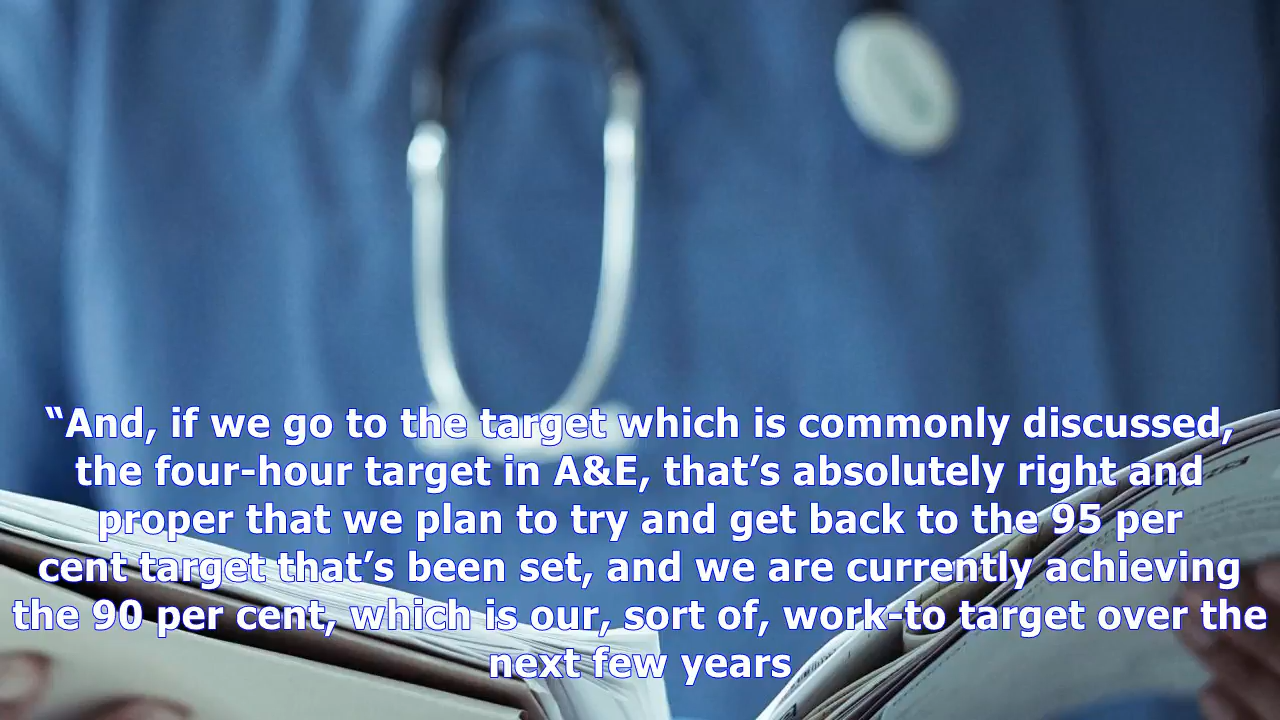 “And, if we go to the target which is commonly discussed,
the four-hour target in A&E, that’s absolutely right and
proper that we plan to try and get back to the 95 per
cent target that’s been set, and we are currently achieving
the 90 per cent, which is our, sort of, work-to target over the
next few years